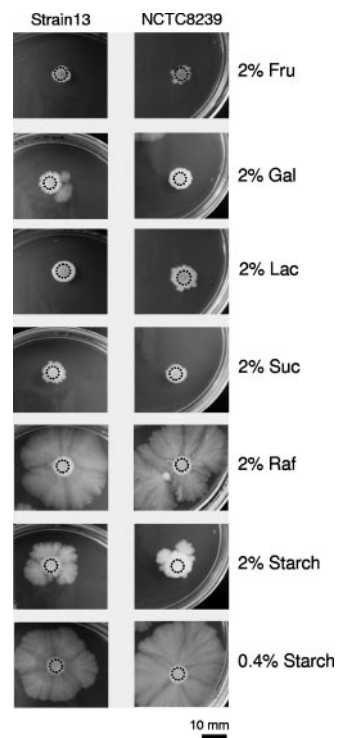 Strain13 NCTC8239
2% Fru
2% Gal
2% Lac
2% Suc
2% Raf
2% Starch
0.4% Starch
10 mm